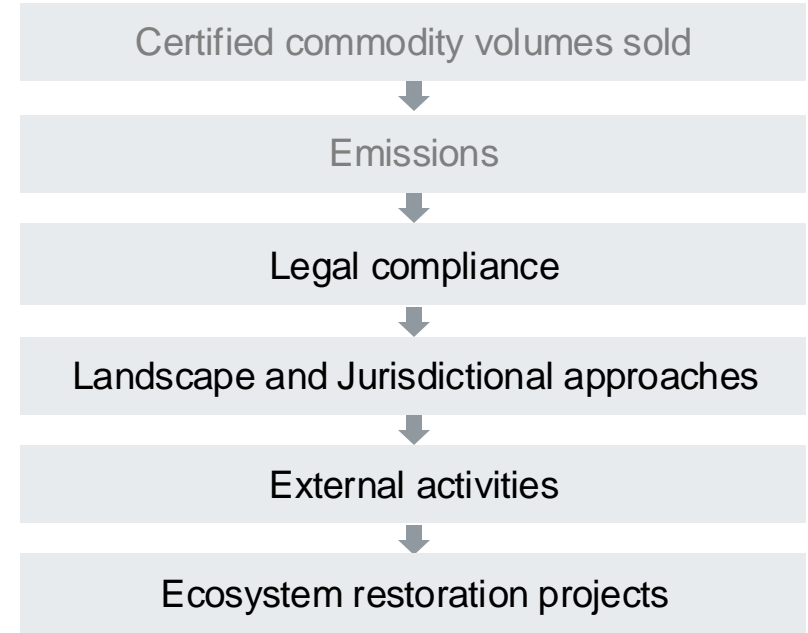 Certified commodity volumes sold
Emissions
Legal compliance
Landscape and Jurisdictional approaches
External activities
Ecosystem restoration projects